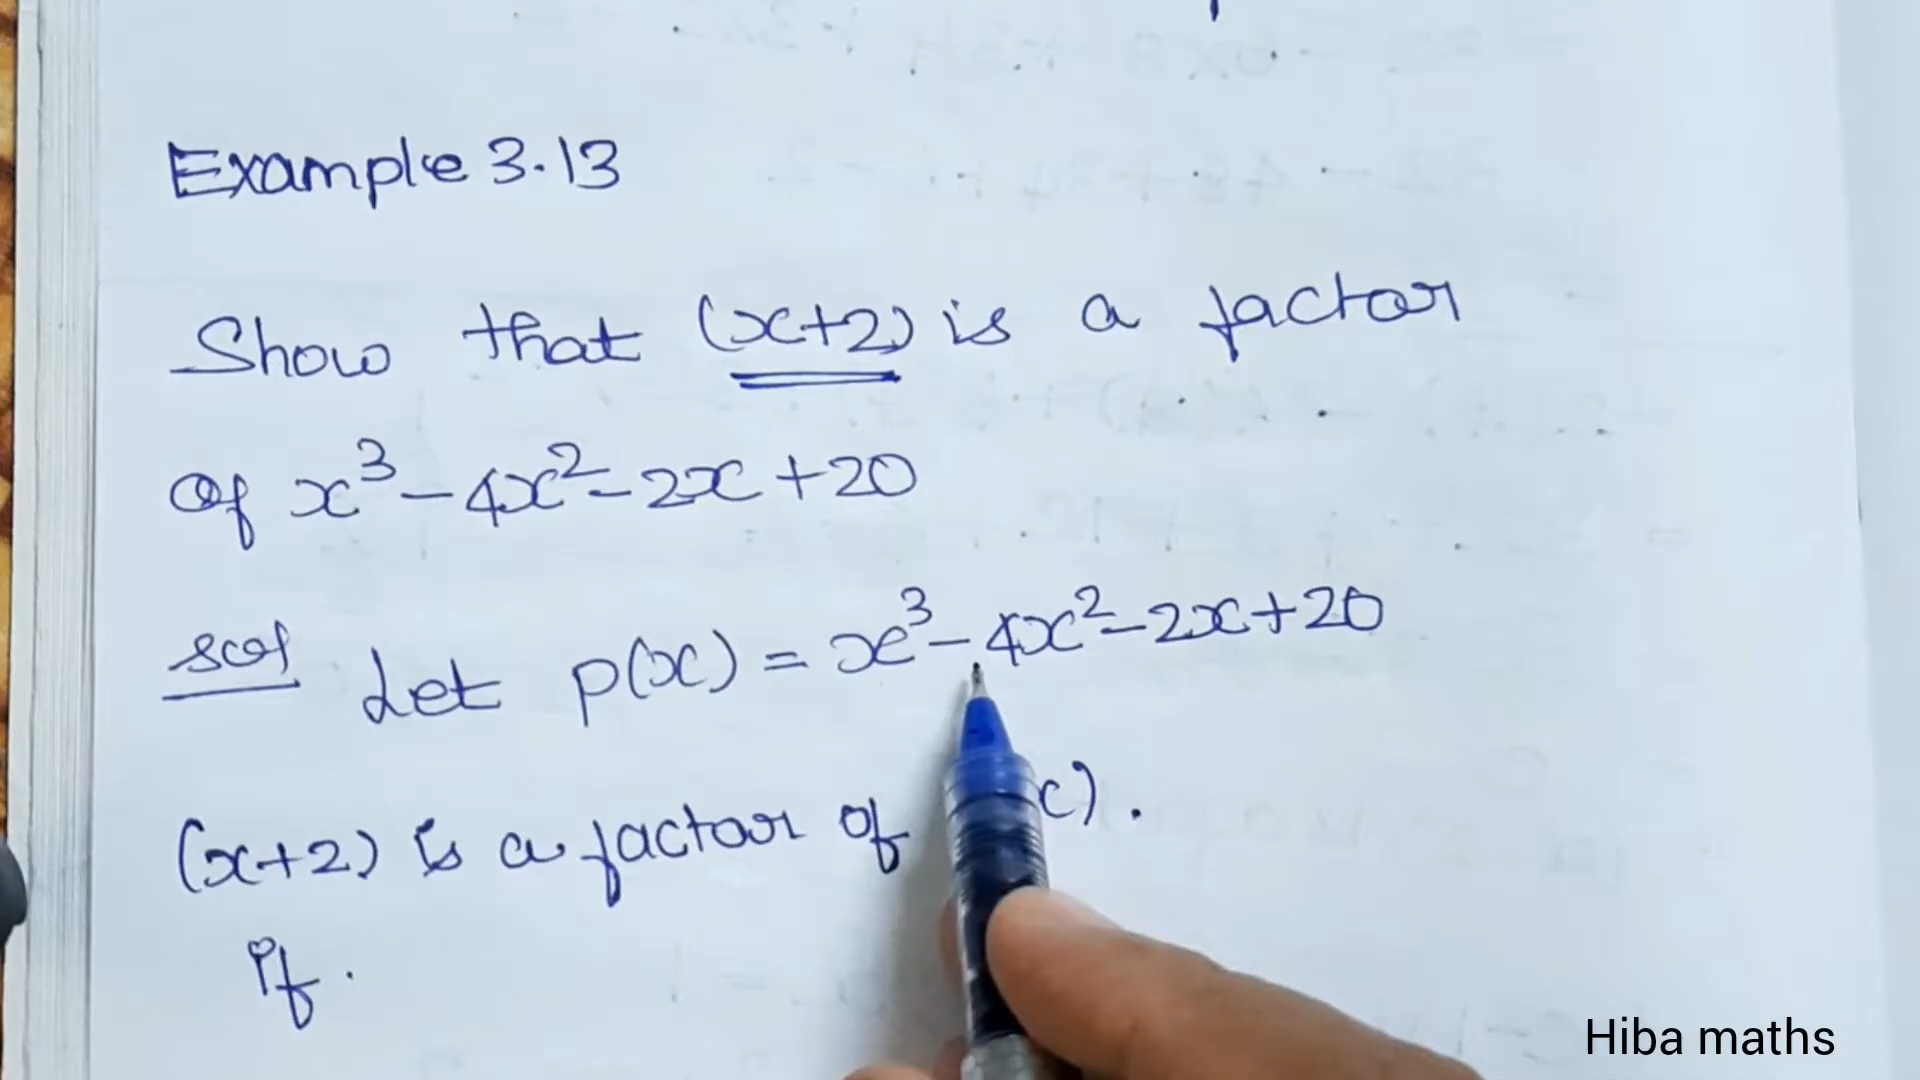 Example 3.13
Show that (x+2) is a factor
Of x³-4x²-2x+20
sol Let p(x) = x³-4x²-2x+20
(x+2) is a factor of x).
if.
Hiba maths